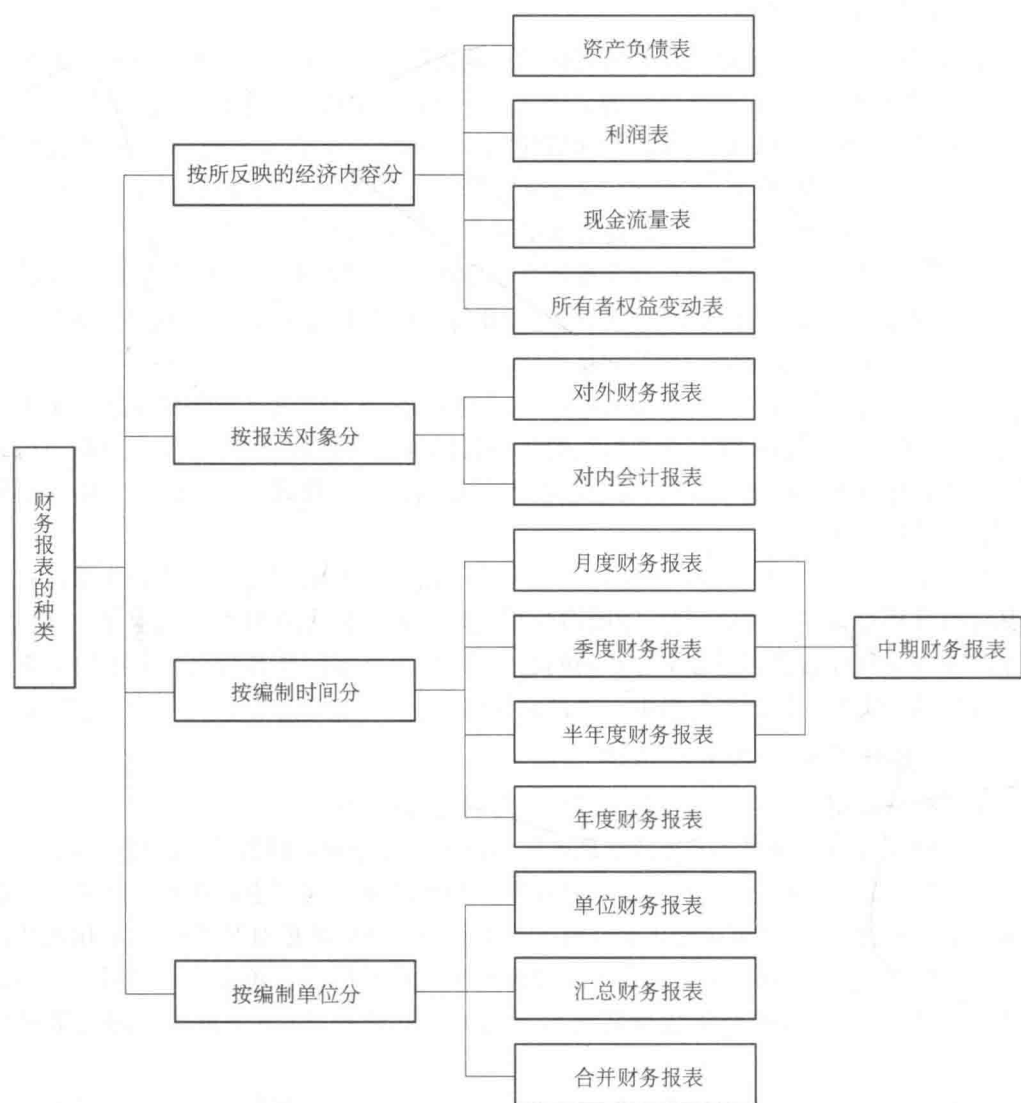 财务报表的种类
按所反映的经济内容分
资产负债表
利润表
现金流量表
所有者权益变动表
按报送对象分
对外财务报表
对内会计报表
按编制时间分
月度财务报表
季度财务报表
半年度财务报表
中期财务报表
年度财务报表
按编制单位分
单位财务报表
汇总财务报表
合并财务报表